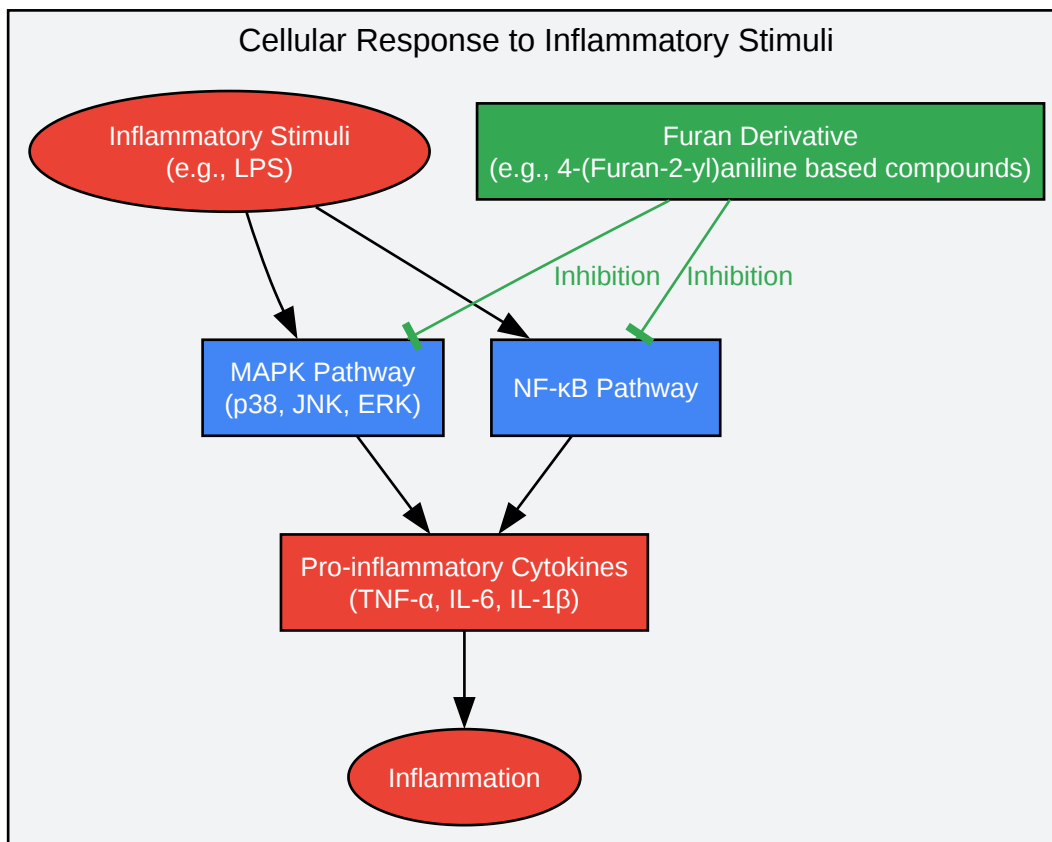 Cellular Response to Inflammatory Stimuli
Inflammatory Stimuli
(e.g., LPS)
Furan Derivative
(e.g., 4-(Furan-2-yl)aniline based compounds)
Inhibition
Inhibition
MAPK Pathway
(p38, JNK, ERK)
NF-κB Pathway
Pro-inflammatory Cytokines
(TNF-α, IL-6, IL-1β)
Inflammation